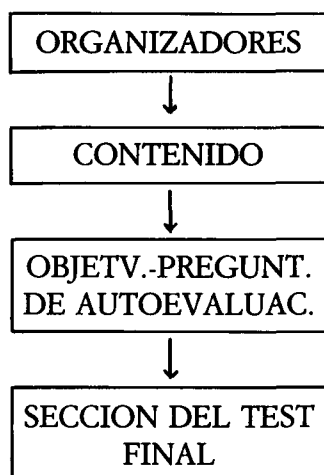 ORGANIZADORES
CONTENIDO
OBJETV.-PREGUNT.
DE AUTOEVALUAC.
SECCION DEL TEST
FINAL